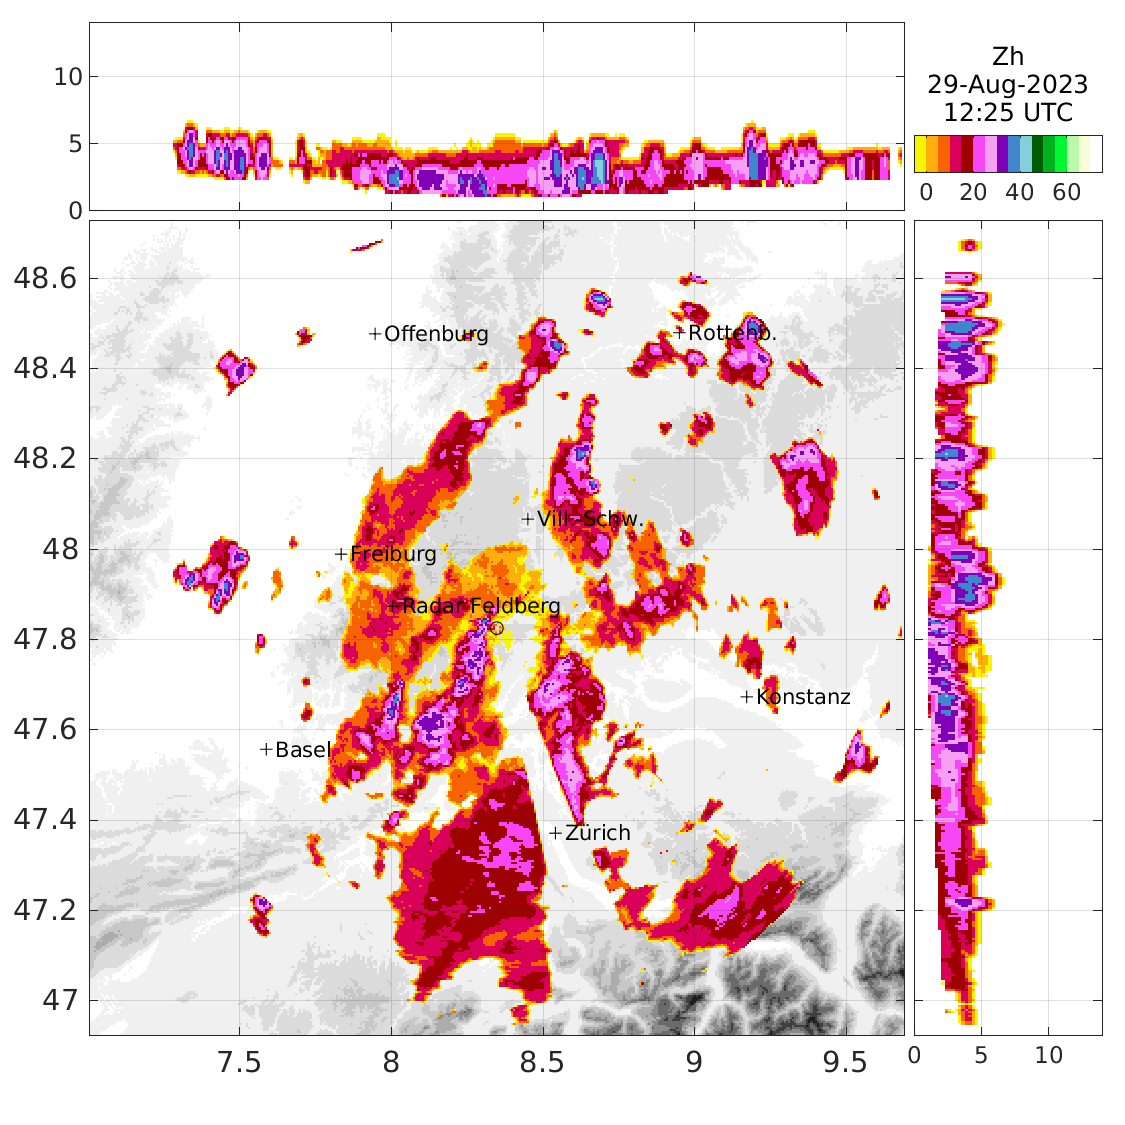 10
5
0
Zh
29-Aug-2023
12:25 UTC
0 20 40 60
48.6
48.4
48.2
48
47.8
47.6
47.4
47.2
47
+Offenburg
+Rottenb.
+Vill.-Schw.
+Freiburg
+Radar Feldberg
+Konstanz
+Basel
+Zürich
7.5 8 8.5 9 9.5
0 5 10